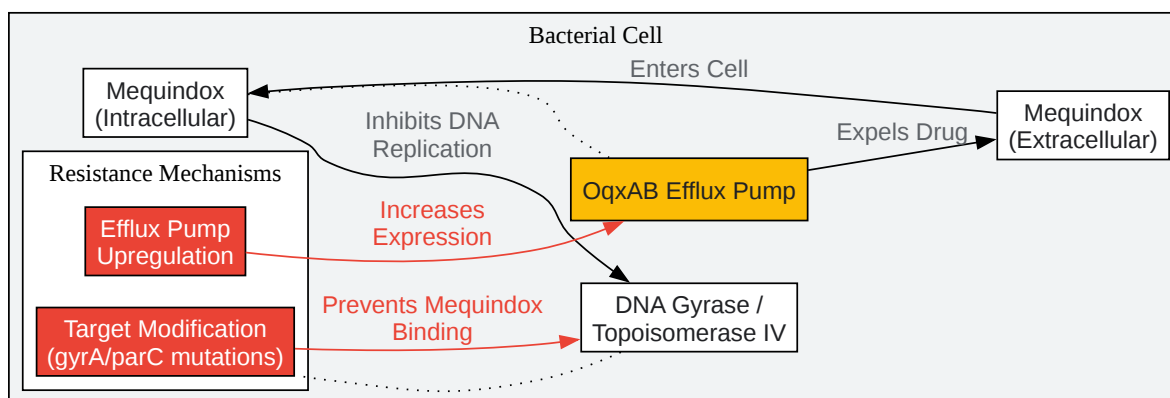 Bacterial Cell
Enters Cell
Mequindox
(Intracellular)
Mequindox
(Extracellular)
Inhibits DNA
Replication
Expels Drug
Resistance Mechanisms
OqxAB Efflux Pump
Efflux Pump
Upregulation
Increases
Expression
Target Modification
(gyrA/parC mutations)
Prevents Mequindox
Binding
DNA Gyrase /
Topoisomerase IV